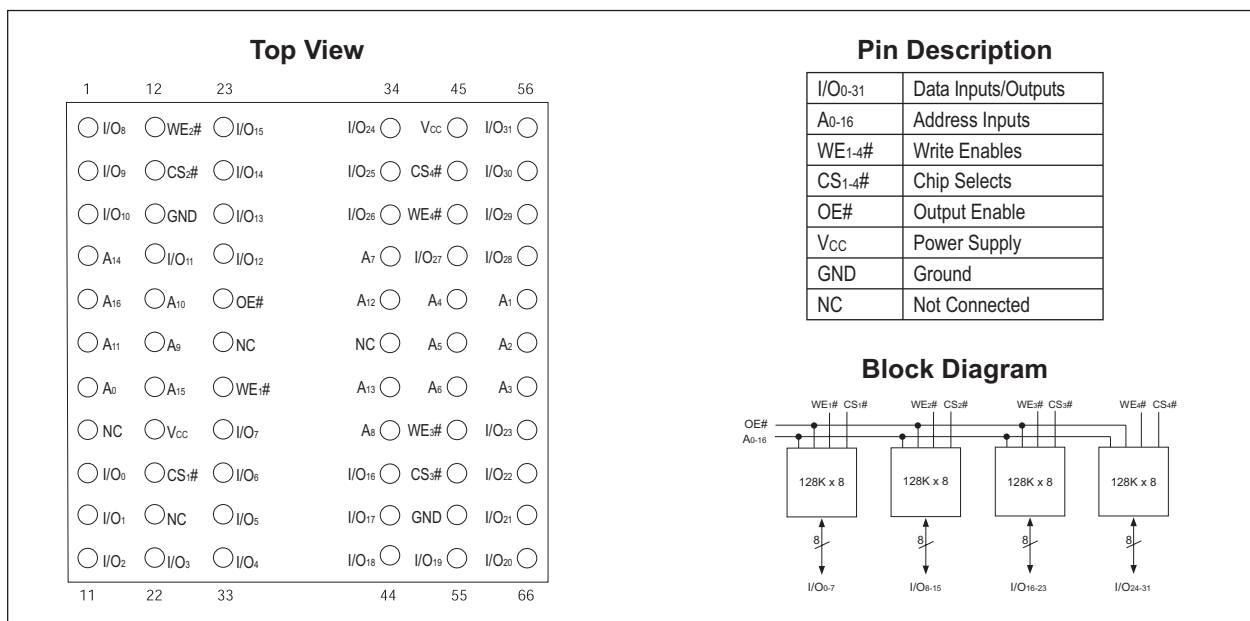 Top View
1 12 23 34 45 56
I/O8 WE2# I/O15 I/O24 VCC I/O31
I/O9 CS2# I/O14 I/O25 CS4# I/O30
I/O10 GND I/O13 I/O26 WE4# I/O29
A14 I/O11 I/O12 A7 I/O27 I/O28
A16 A10 OE# A12 A4 A1
A11 A9 NC NC A5 A2
A0 A15 WE1# A13 A6 A3
NC VCC I/O7 A8 WE3# I/O23
I/O0 CS1# I/O6 I/O16 CS3# I/O22
I/O1 NC I/O5 I/O17 GND I/O21
I/O2 I/O3 I/O4 I/O18 I/O19 I/O20
11 22 33 44 55 66
Pin Description
I/O0-31 Data Inputs/Outputs
A0-16 Address Inputs
WE1-4# Write Enables
CS1-4# Chip Selects
OE# Output Enable
VCC Power Supply
GND Ground
NC Not Connected
Block Diagram
WE1# CS1# WE2# CS2# WE3# CS3# WE4# CS4#
OE#
A0-16
128K x 8 128K x 8 128K x 8 128K x 8
8 8 8 8
I/O0-7 I/O8-15 I/O16-23 I/O24-31